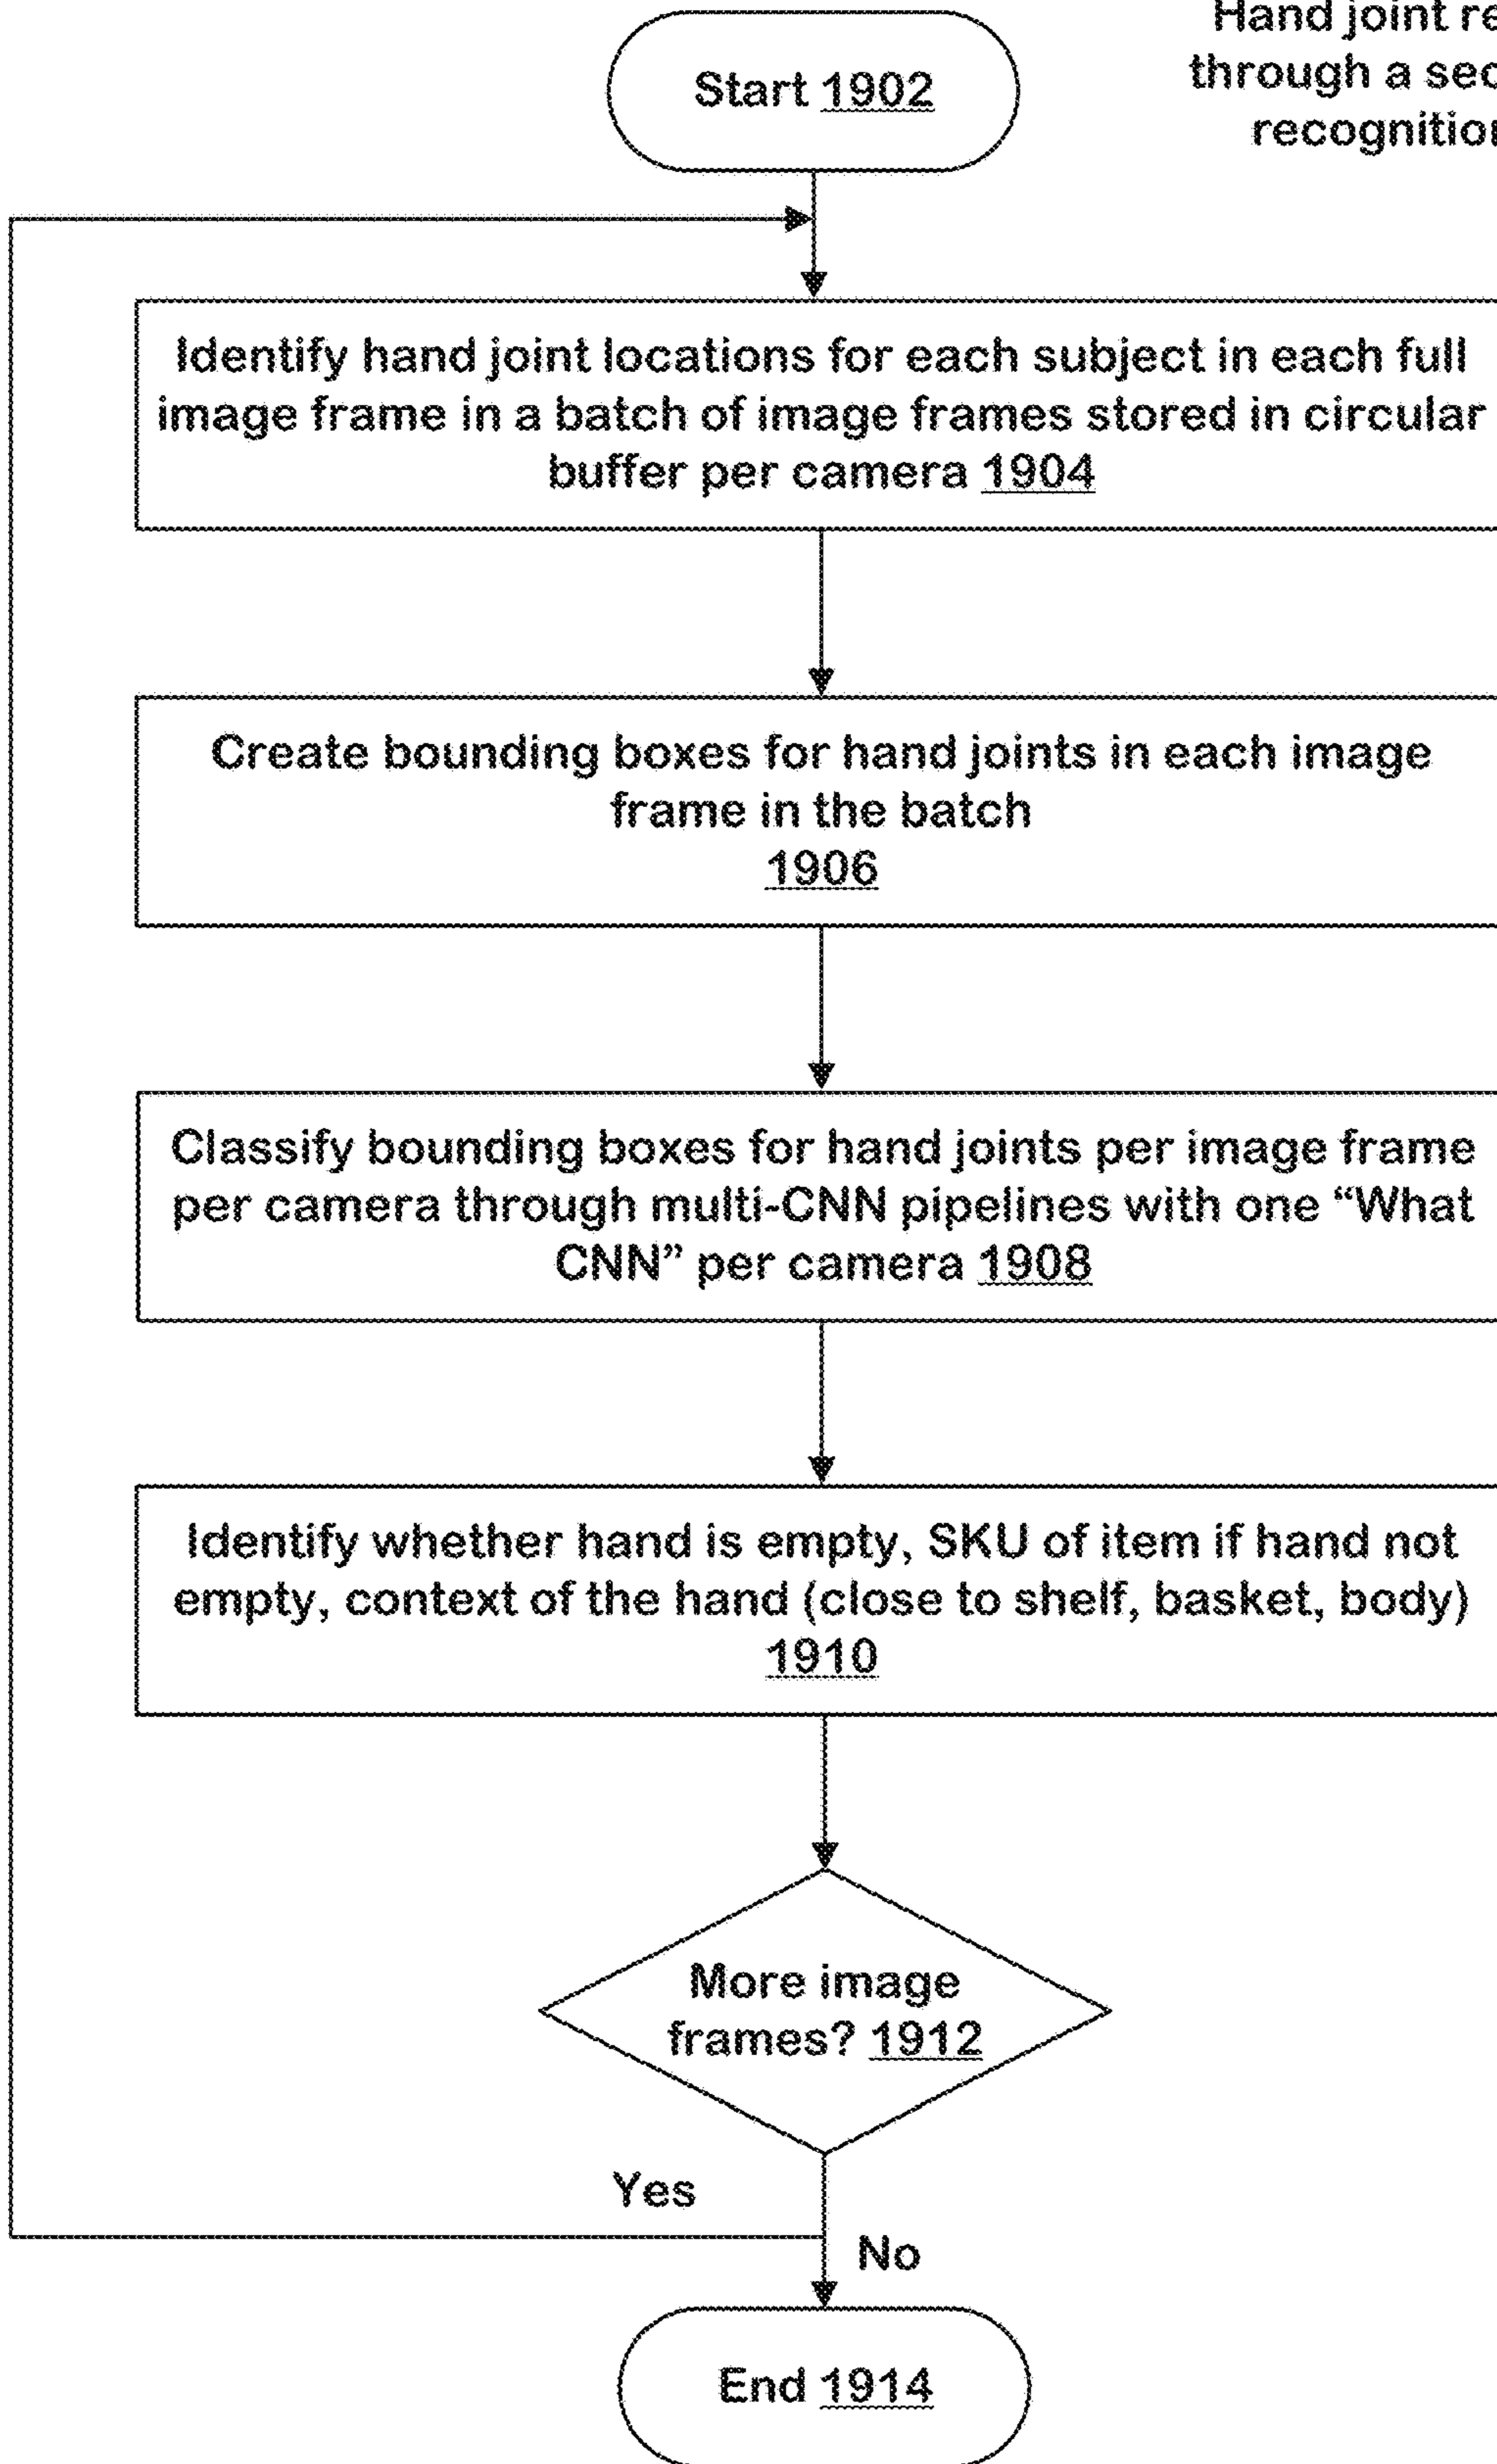 Start 1902
Hand joint
through a
Identify hand joint locations for each subject in each full
image frame in a batch of image frames stored in circular
buffer per camera 1904
Create bounding boxes for hand joints in each image
frame in the batch
1906
Classify bounding boxes for hand joints per image frame
per camera through multi-CNN pipelines with one “What
CNN” per camera 1908
Identify whether hand is empty, SKU of item if hand not
empty, context of the hand (close to shelf, basket, body)
1910
More image
frames? 1912
Yes
No
End 1914